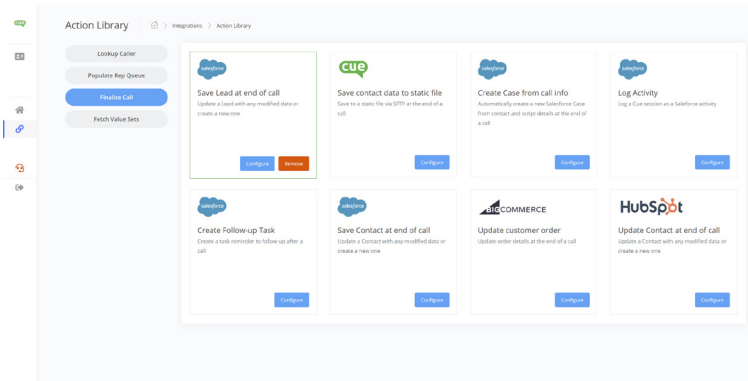 cue
Action Library
Integrations > Action Library
Lookup Caller
Populate Rep Queue
Finalize Call
Fetch Value Sets
salesforce
Save Lead at end of call
Update a Lead with any modified data or
create a new one
Configure
Remove
cue
Save contact data to static file
Save to a static file via SFTP at the end of a
call
Configure
salesforce
Create Case from call info
Automatically create a new Salesforce Case
from contact and script details at the end of
a call
Configure
salesforce
Log Activity
Log a Cue session as a Saleforce activity
Configure
salesforce
Create Follow-up Task
Create a task reminder to follow up after a
call
Configure
salesforce
Save Contact at end of call
Update a Contact with any modified data or
create a new one
Configure
BIGCOMMERCE
Update customer order
Update order details at the end of a call
Configure
HubSpot
Update Contact at end of call
Update a Contact with any modified data or
create a new one
Configure